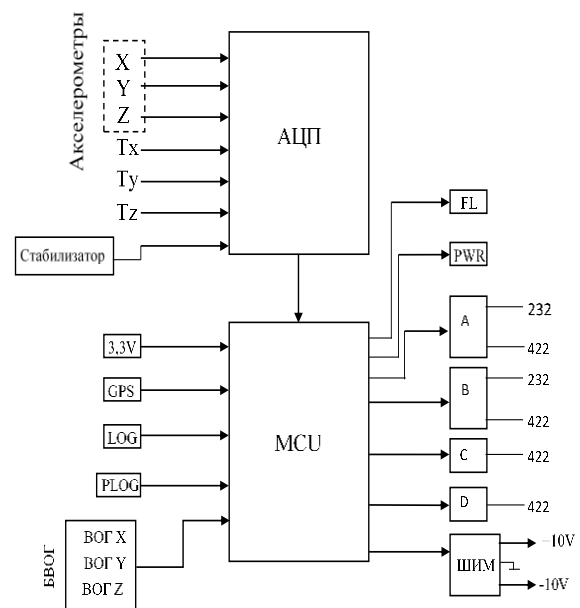 Акселерометры
X
Y
Z
Tx
Ty
Tz
Стабилизатор
АЦП
FL
PWR
A
232
422
B
232
422
C
422
D
422
3,3V
GPS
LOG
PLOG
MCU
БВОГ
ВОГ X
ВОГ Y
ВОГ Z
ШИМ
–10V
-10V